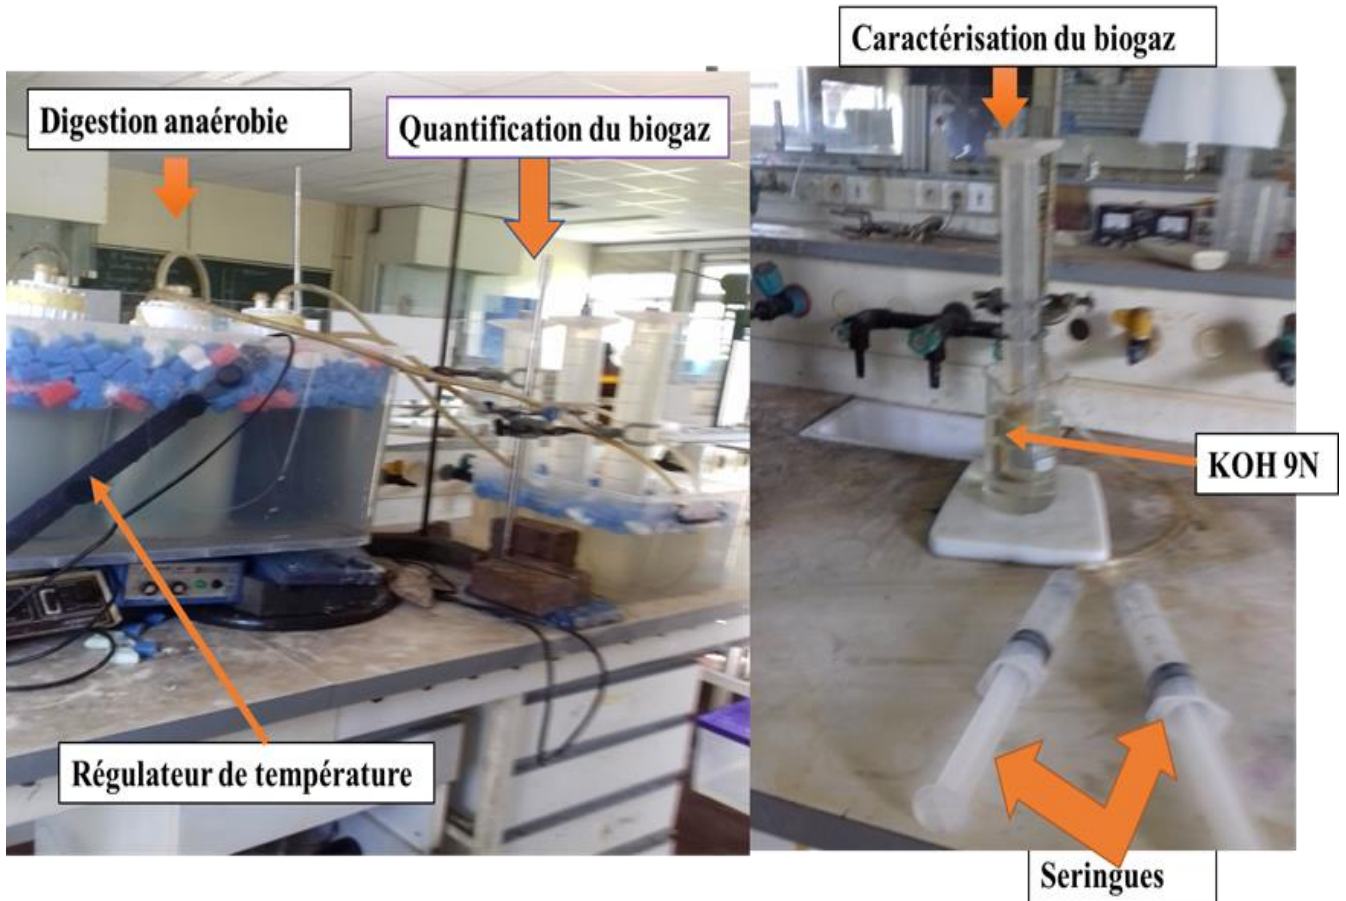 Caractérisation du biogaz
Digestion anaérobie
Quantification du biogaz
KOH 9N
Régulateur de température
Seringues